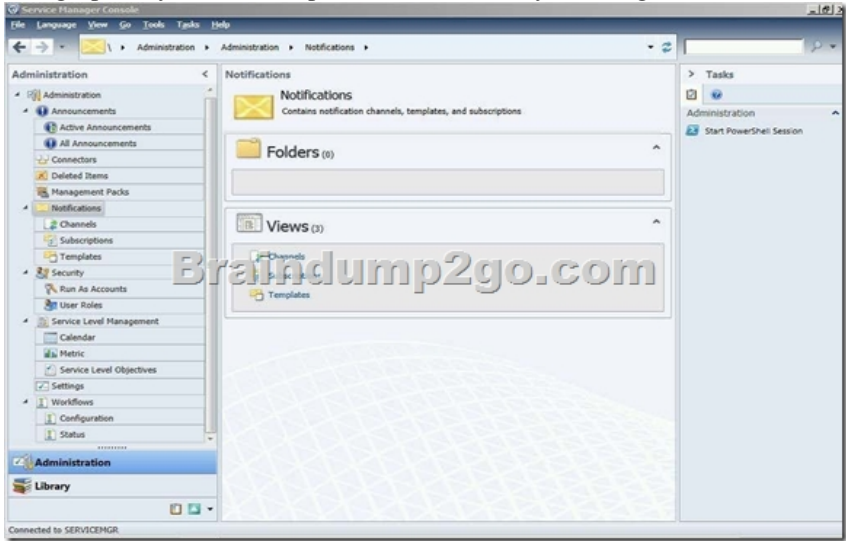 Service Manager Console
File Language View Go Tools Tasks Help
\ Administration Administration Notifications
Administration <
Administration
Announcements
Active Announcements
All Announcements
Connectors
Deleted Items
Management Packs
Notifications
Channels
Subscriptions
Templates
Security
Run As Accounts
User Roles
Service Level Management
Calendar
Metric
Service Level Objectives
Settings
Workflows
Configuration
Status
Administration
Library
Notifications
Notifications
Contains notification channels, templates, and subscriptions
Folders (0)
Views (3)
Channels
Templates
Braindump2go.com
> Tasks
Administration
Start PowerShell Session
Connected to SERVICEMGR